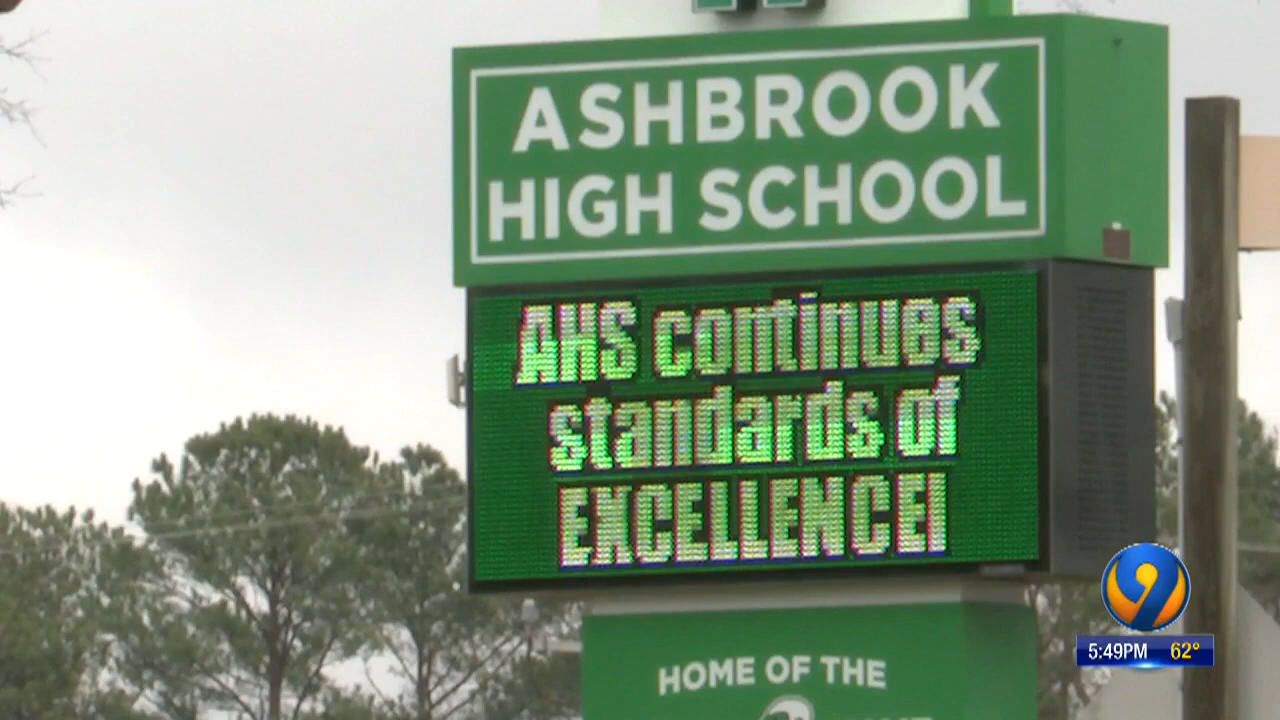 ASHBROOK
HIGH SCHOOL
AHS continues
standards of
EXCELLENCE!
HOME OF THE
9
5:49PM 62°